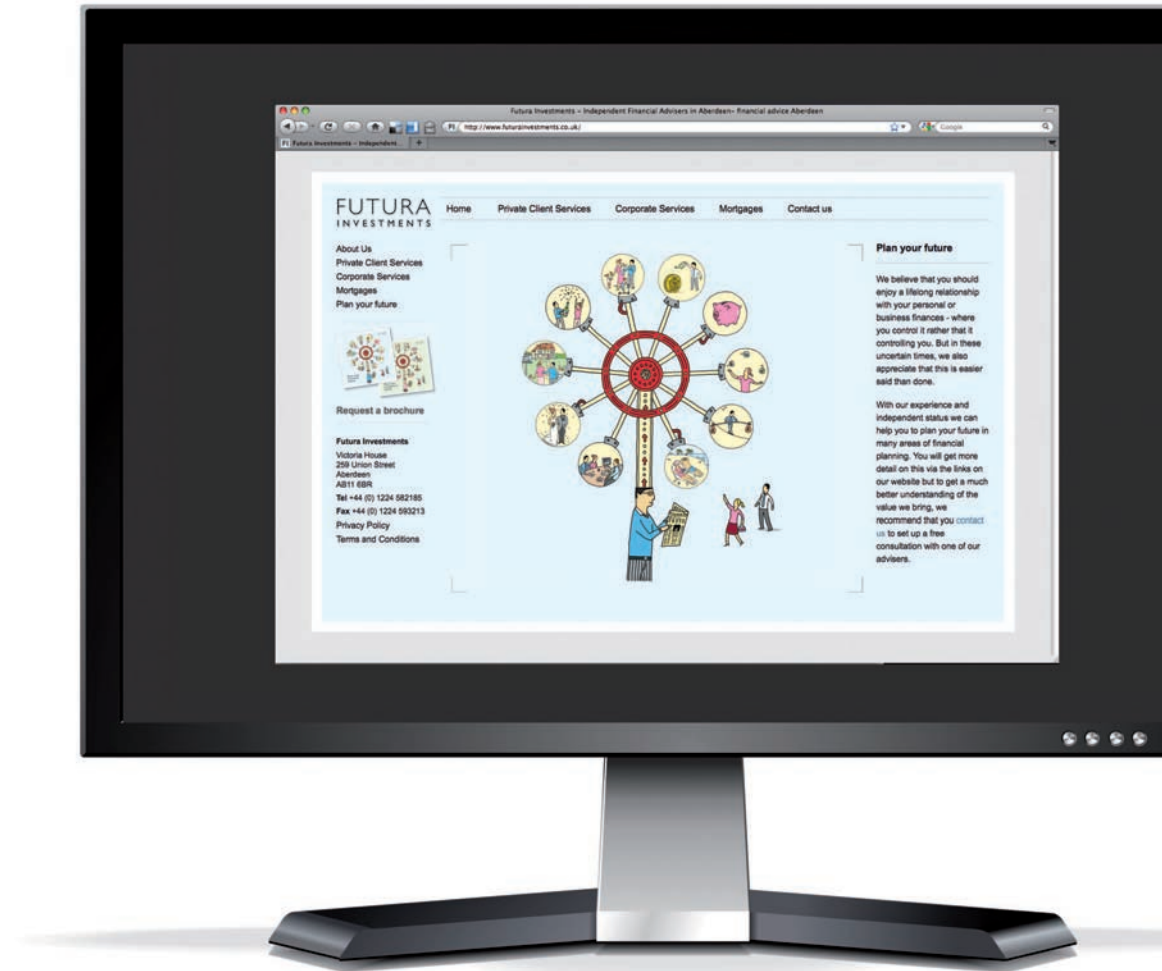 Futura Investments – Independent Financial Advisers in Aberdeen– financial advice Aberdeen
FI http://www.futurainvestments.co.uk/
Google
FI Futura Investments – Independent... +
FUTURA
INVESTMENTS
Home Private Client Services Corporate Services Mortgages Contact us
About Us
Private Client Services
Corporate Services
Mortgages
Plan your future
Request a brochure
Futura Investments
Victoria House
259 Union Street
Aberdeen
AB11 6BR
Tel +44 (0) 1224 582185
Fax +44 (0) 1224 593213
Privacy Policy
Terms and Conditions
Plan your future
We believe that you should
enjoy a lifelong relationship
with your personal or
business finances - where
you control it rather that it
controlling you. But in these
uncertain times, we also
appreciate that this is easier
said than done.
With our experience and
independent status we can
help you to plan your future in
many areas of financial
planning. You will get more
detail on this via the links on
our website but to get a much
better understanding of the
value we bring, we
recommend that you contact
us to set up a free
consultation with one of our
advisers.